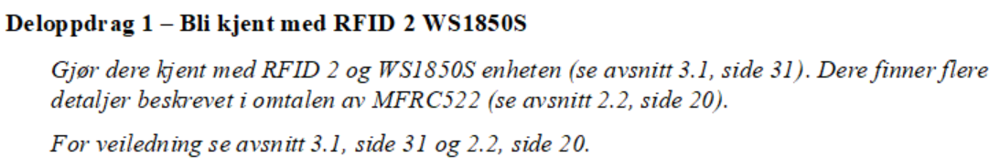 Deloppdrag 1 – Bli kjent med RFID 2 WS1850S
Gjør dere kjent med RFID 2 og WS1850S enheten (se avsnitt 3.1, side 31). Dere finner flere
detaljer beskrevet i omtalen av MFRC522 (se avsnitt 2.2, side 20).
For veiledning se avsnitt 3.1, side 31 og 2.2, side 20.